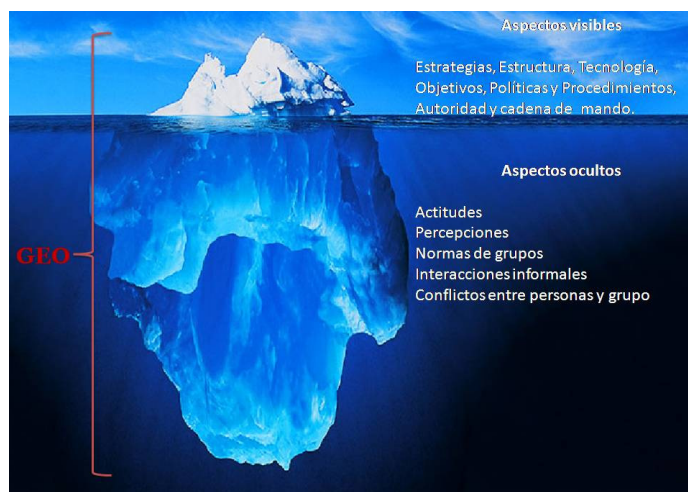 Aspectos visibles
Estrategias, Estructura, Tecnología,
Objetivos, Políticas y Procedimientos,
Autoridad y cadena de mando.
Aspectos ocultos
Actitudes
Percepciones
Normas de grupos
Interacciones informales
Conflictos entre personas y grupo
GEO